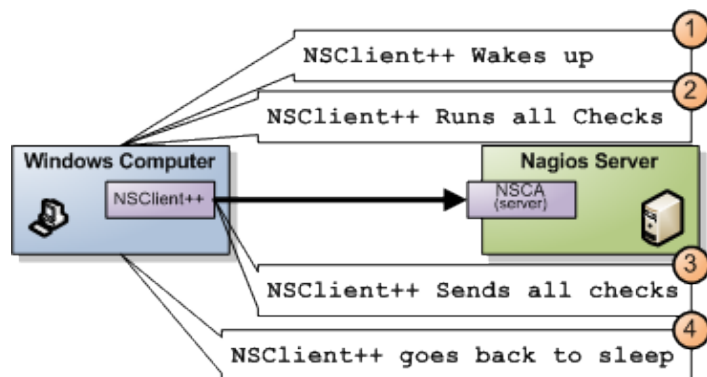 1
NSClient++ Wakes up
2
NSClient++ Runs all Checks
Windows Computer
NSClient++
Nagios Server
NSCA
(server)
3
NSClient++ Sends all checks
4
NSClient++ goes back to sleep